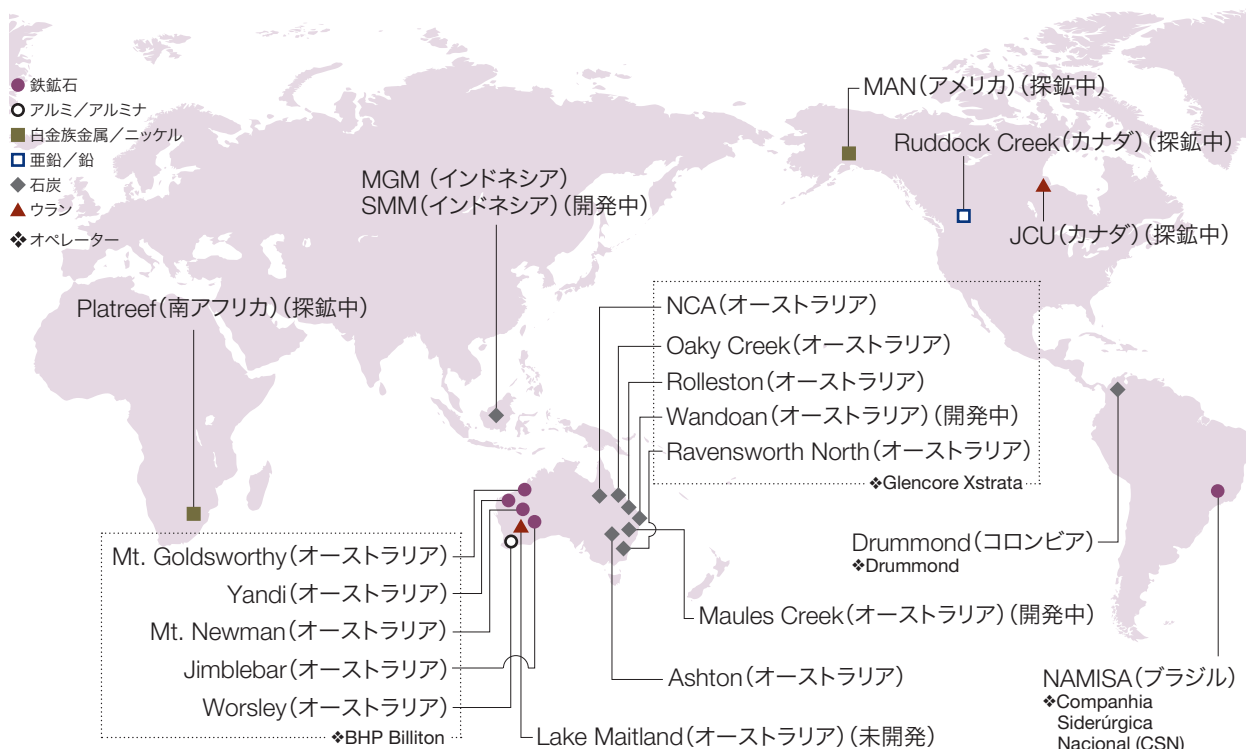 鉄鉱石
アルミ/アルミナ
白金族金属/ニッケル
亜鉛/鉛
石炭
ウラン
❖オペレーター
MAN(アメリカ)(探鉱中)
Ruddock Creek(カナダ)(探鉱中)
JCU(カナダ)(探鉱中)
MGM (インドネシア)
SMM(インドネシア)(開発中)
Platreef(南アフリカ)(探鉱中)
NCA(オーストラリア)
Oaky Creek(オーストラリア)
Rolleston(オーストラリア)
Wandoan(オーストラリア)(開発中)
Ravensworth North(オーストラリア)
❖Glencore Xstrata
Mt. Goldsworthy(オーストラリア)
Yandi(オーストラリア)
Mt. Newman(オーストラリア)
Jimblebar(オーストラリア)
Worsley(オーストラリア)
❖BHP Billiton
Drummond(コロンビア)
❖Drummond
Maules Creek(オーストラリア)(開発中)
Ashton(オーストラリア)
Lake Maitland(オーストラリア)(未開発)
NAMISA(ブラジル)
❖Companhia
Siderúrgica
Nacional (CSN)